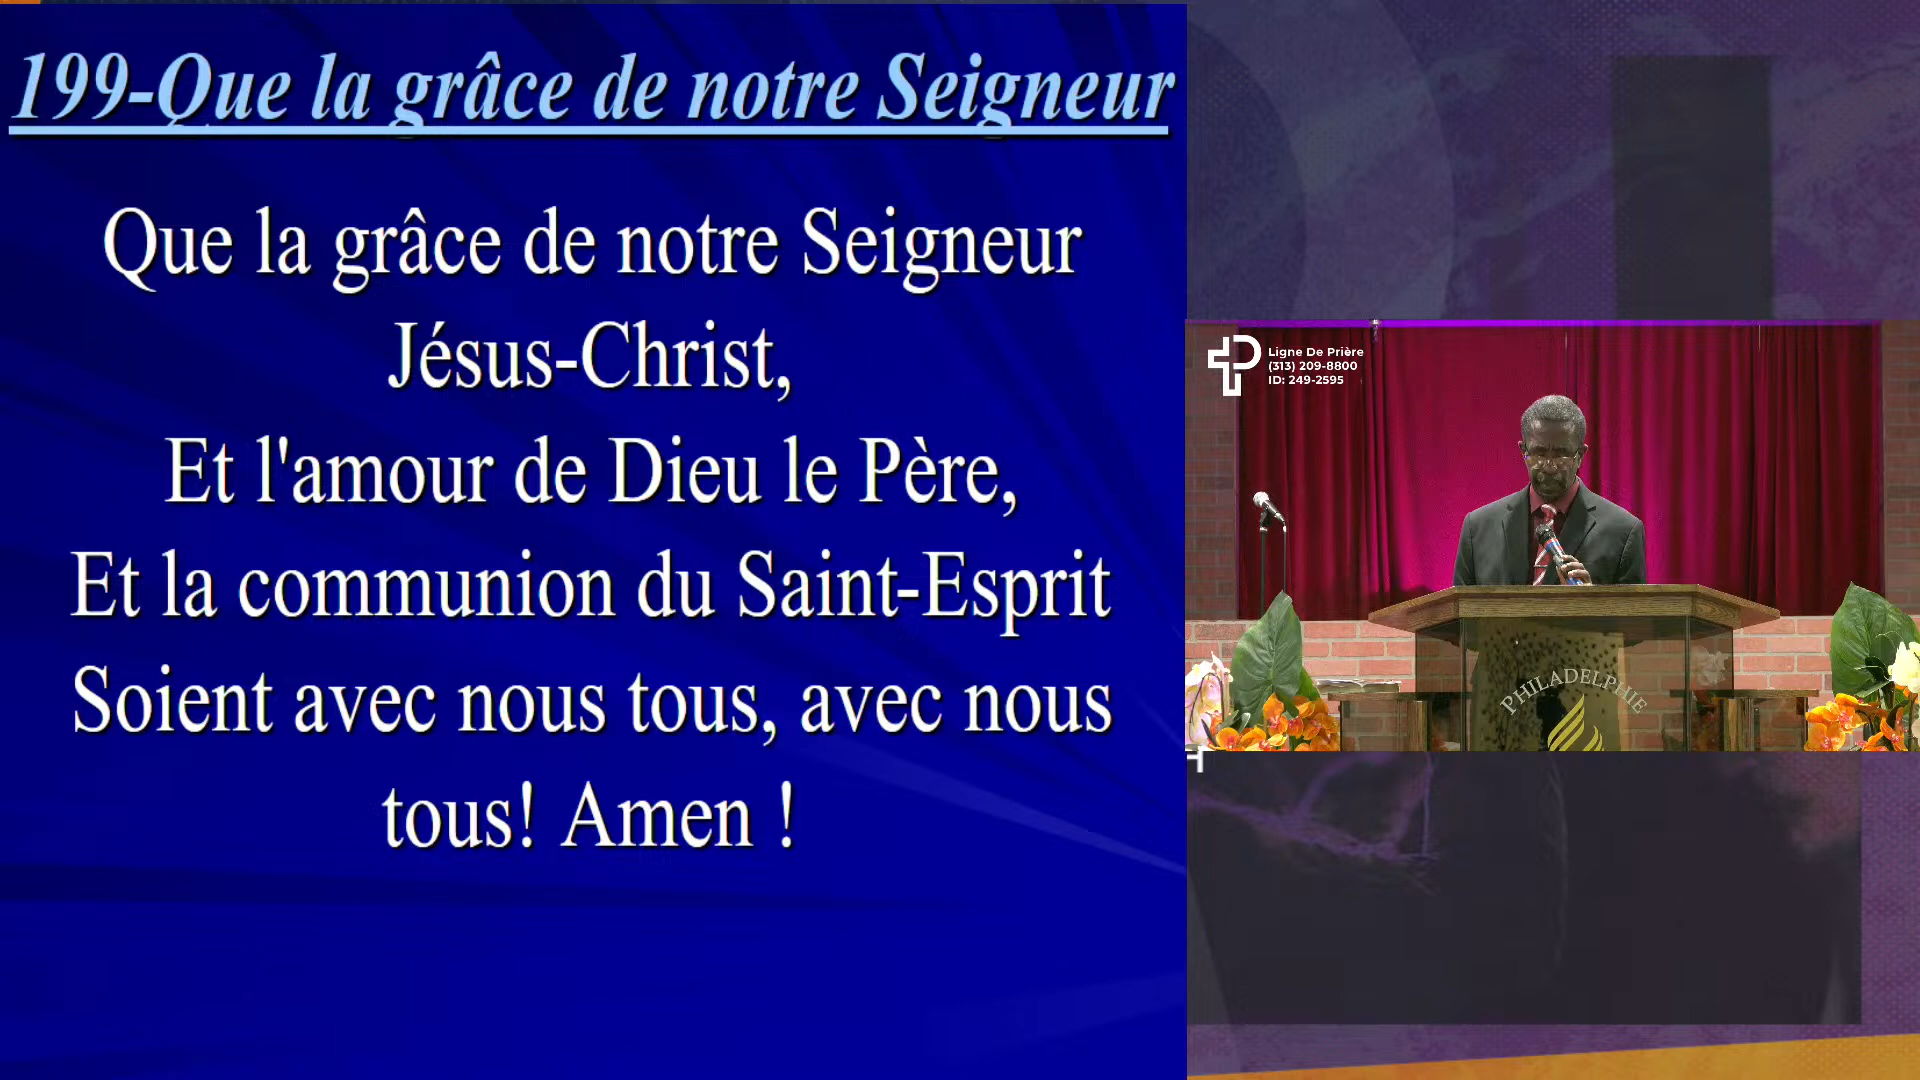 199-Que la grâce de notre Seigneur
Que la grâce de notre Seigneur
Jésus-Christ,
Et l'amour de Dieu le Père,
Et la communion du Saint-Esprit
Soient avec nous tous, avec nous
tous! Amen !
Ligne De Prière
(313) 209-8800
ID: 249-2595
PHILADELPHIE